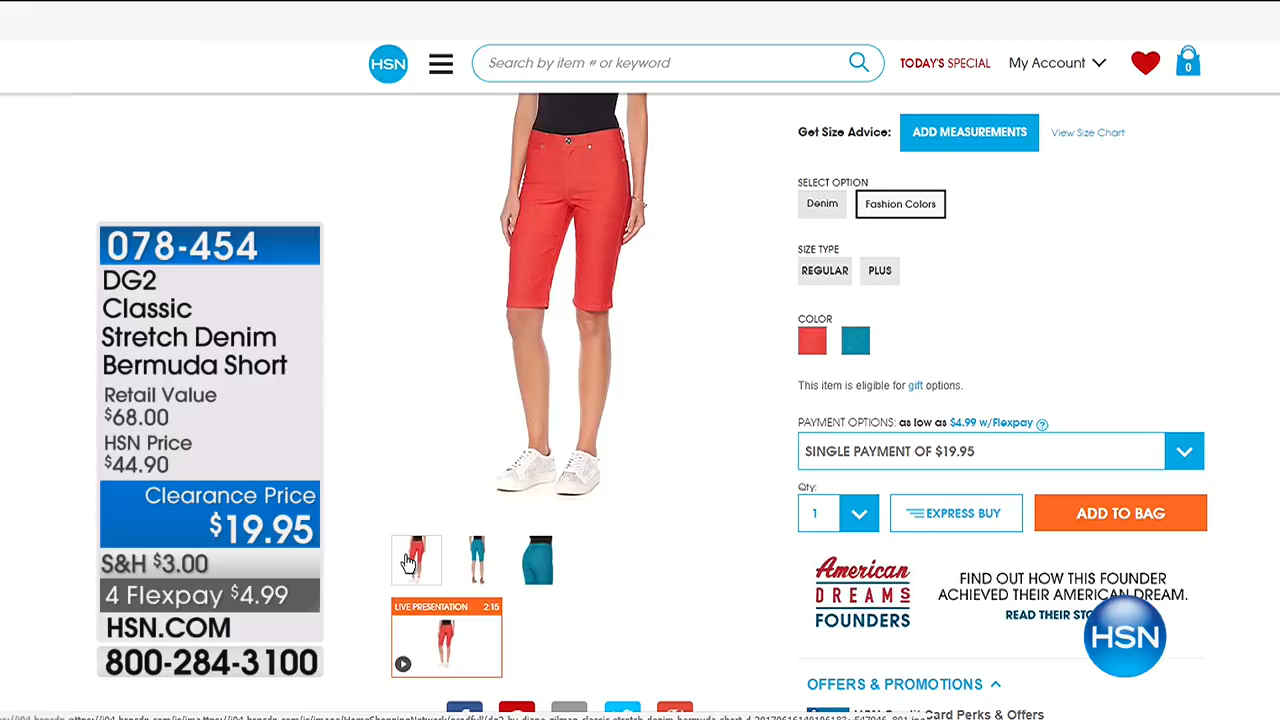 HSN
Search by item # or keyword
TODAY'S SPECIAL
My Account
0
Get Size Advice:
ADD MEASUREMENTS
View Size Chart
SELECT OPTION
Denim
Fashion Colors
SIZE TYPE
REGULAR
PLUS
COLOR
This item is eligible for gift options.
PAYMENT OPTIONS: as low as $4.99 w/Flexpay ?
SINGLE PAYMENT OF $19.95
Qty:
1
EXPRESS BUY
ADD TO BAG
American
DREAMS
FOUNDERS
FIND OUT HOW THIS FOUNDER
ACHIEVED THEIR AMERICAN DREAM.
READ THEIR
HSN
OFFERS & PROMOTIONS
Card Perks & Offers
078-454
DG2
Classic
Stretch Denim
Bermuda Short
Retail Value
$68.00
HSN Price
$44.90
Clearance Price
$19.95
S&H $3.00
4 Flexpay $4.99
HSN.COM
800-284-3100
LIVE PRESENTATION 2:15